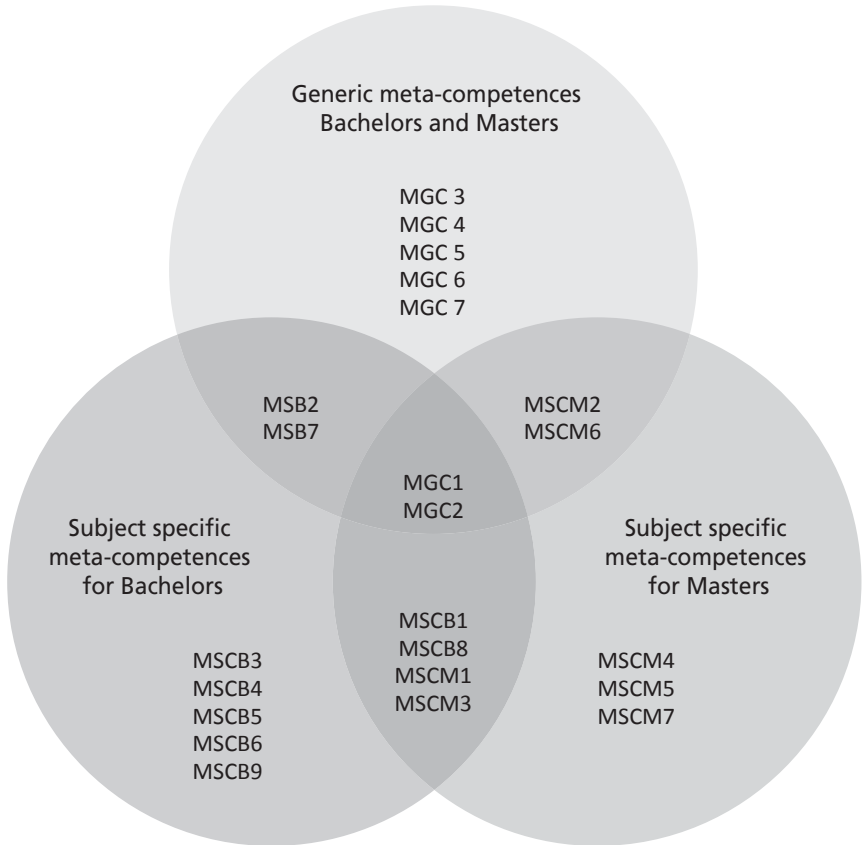 Generic meta-competences
Bachelors and Masters
MGC 3
MGC 4
MGC 5
MGC 6
MGC 7
MSB2
MSB7
MSCM2
MSCM6
MGC1
MGC2
Subject specific
meta-competences
for Bachelors
Subject specific
meta-competences
for Masters
MSCB3
MSCB4
MSCB5
MSCB6
MSCB9
MSCB1
MSCB8
MSCM1
MSCM3
MSCM4
MSCM5
MSCM7